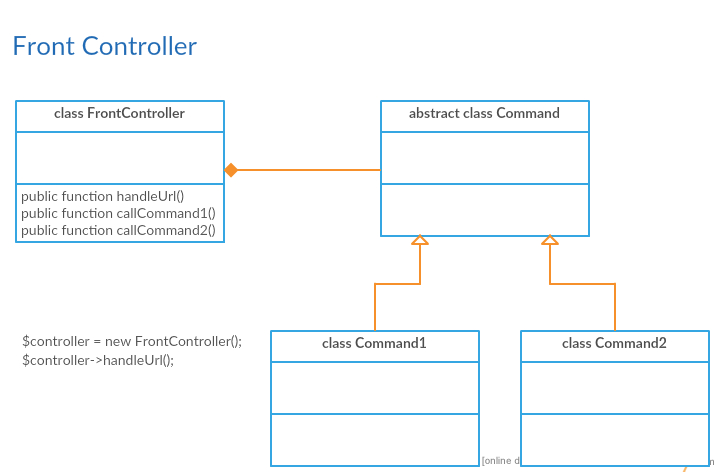 Front Controller
class FrontController
abstract class Command
public function handleUrl()
public function callCommand1()
public function callCommand2()
$controller = new FrontController();
$controller->handleUrl();
class Command1
class Command2
[online d